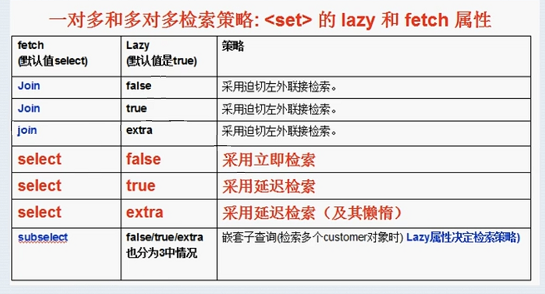 一对多和多对多检索策略: <set> 的 lazy 和 fetch 属性
fetch Lazy 策略
(默认值select) (默认值是true)
Join false 采用迫切左外联接检索。
Join true 采用迫切左外联接检索。
join extra 采用迫切左外联接检索。
select false 采用立即检索
select true 采用延迟检索
select extra 采用延迟检索（及其懒惰）
subselect false/true/extra 嵌套子查询(检索多个customer对象时) Lazy属性决定检索策略)
也分为3中情况